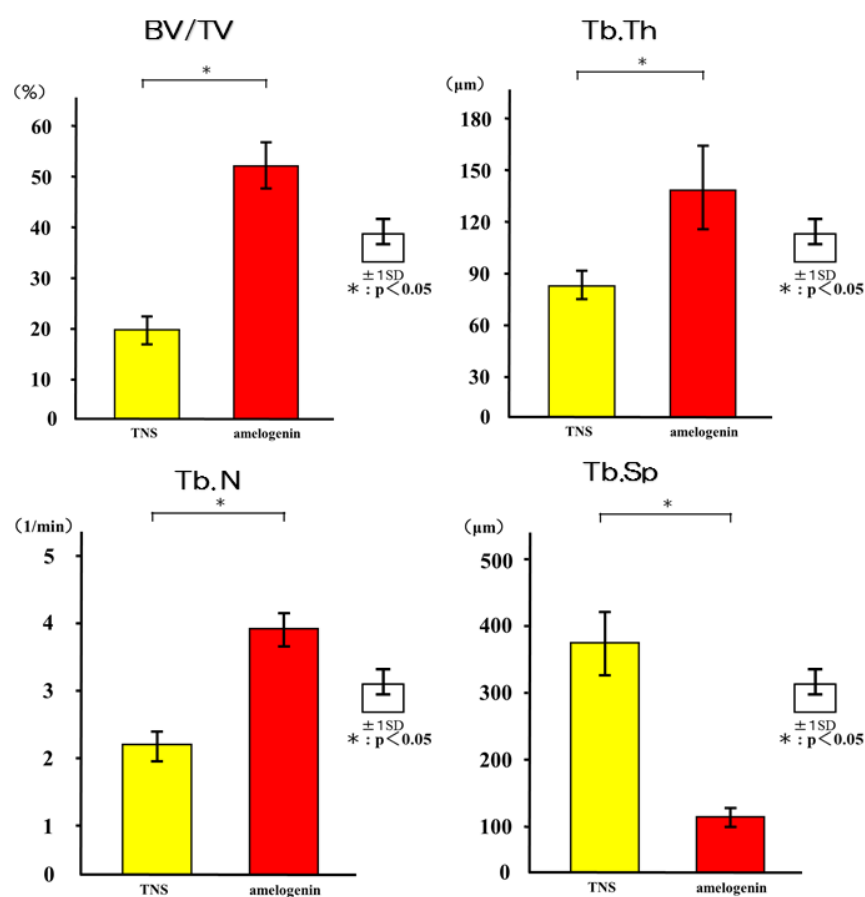 BV/TV
*
(%)
60
50
40
30
20
10
0
TNS
amelogenin
±1SD
*:p<0.05
Tb.Th
*
(μm)
180
150
120
90
60
30
0
TNS
amelogenin
±1SD
*:p<0.05
Tb.N
*
(1/min)
5
4
3
2
1
0
TNS
amelogenin
±1SD
*:p<0.05
Tb.Sp
*
(μm)
500
400
300
200
100
0
TNS
amelogenin
±1SD
*:p<0.05